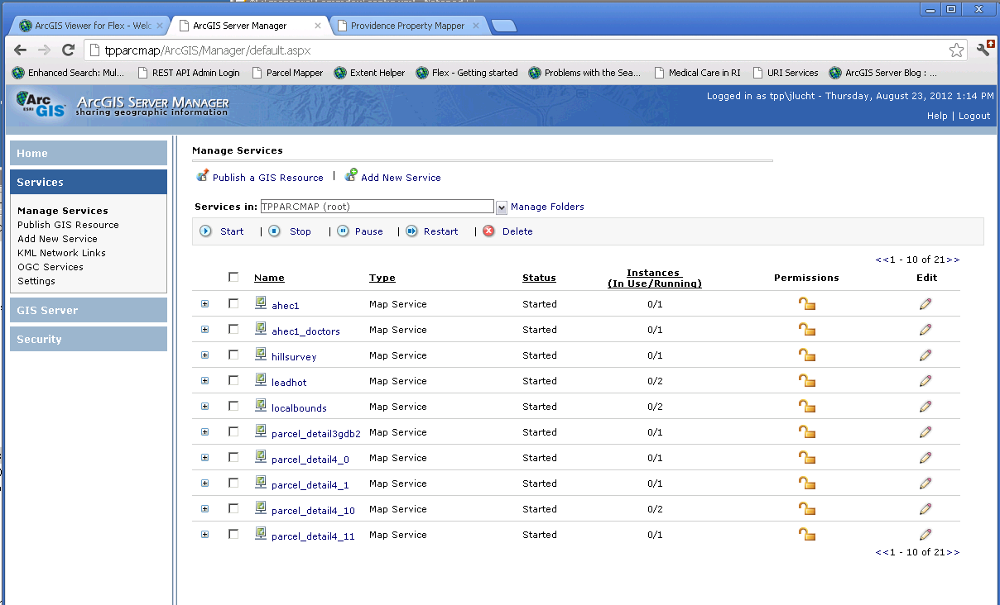 ArcGIS Viewer for Flex - Welc
ArcGIS Server Manager
Providence Property Mapper
tpparcmap/ArcGIS/Manager/default.aspx
Enhanced Search: Mul...
REST API Admin Login
Parcel Mapper
Extent Helper
Flex - Getting started
Problems with the Sea...
Medical Care in RI
URI Services
ArcGIS Server Blog : ...
Arc
ESRI GIS
ArcGIS Server Manager
sharing geographic information
Logged in as tpp\jlucht - Thursday, August 23, 2012 1:14 PM
Help | Logout
Home
Services
Manage Services
Publish GIS Resource
Add New Service
KML Network Links
OGC Services
Settings
GIS Server
Security
Manage Services
Publish a GIS Resource | Add New Service
Services in: TPPARCMAP (root) Manage Folders
Start | Stop | Pause | Restart | Delete
<<1 - 10 of 21>>
Name Type Status Instances (In Use/Running) Permissions Edit
ahec1 Map Service Started 0/1
ahec1_doctors Map Service Started 0/1
hillsurvey Map Service Started 0/1
leadhot Map Service Started 0/2
localbounds Map Service Started 0/2
parcel_detail3gdb2 Map Service Started 0/1
parcel_detail4_0 Map Service Started 0/1
parcel_detail4_1 Map Service Started 0/1
parcel_detail4_10 Map Service Started 0/2
parcel_detail4_11 Map Service Started 0/1
<<1 - 10 of 21>>